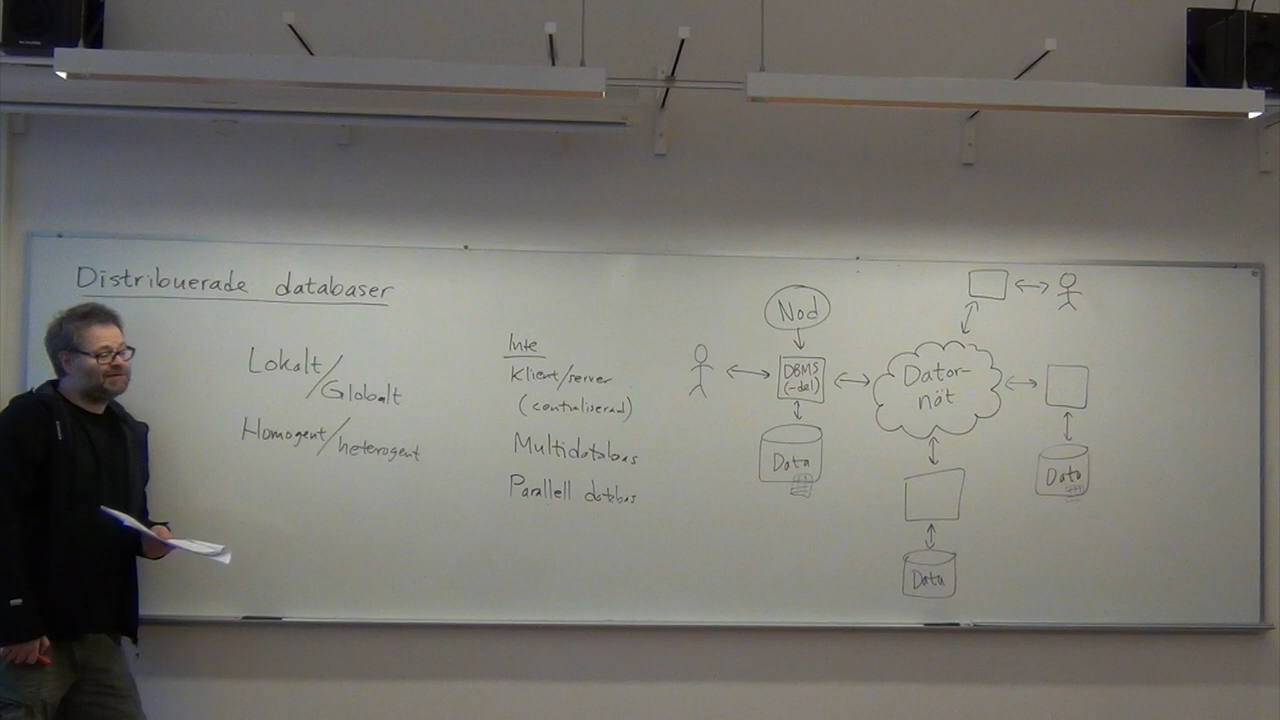 Distribuerade databaser
Lokalt/
Globalt
Homogent/
heterogent
Inte
Klient/server
(centraliserad)
Multidatabas
Parallell databas
Nod
DBMS
(-del)
Data
Dator-
nät
Data
Data